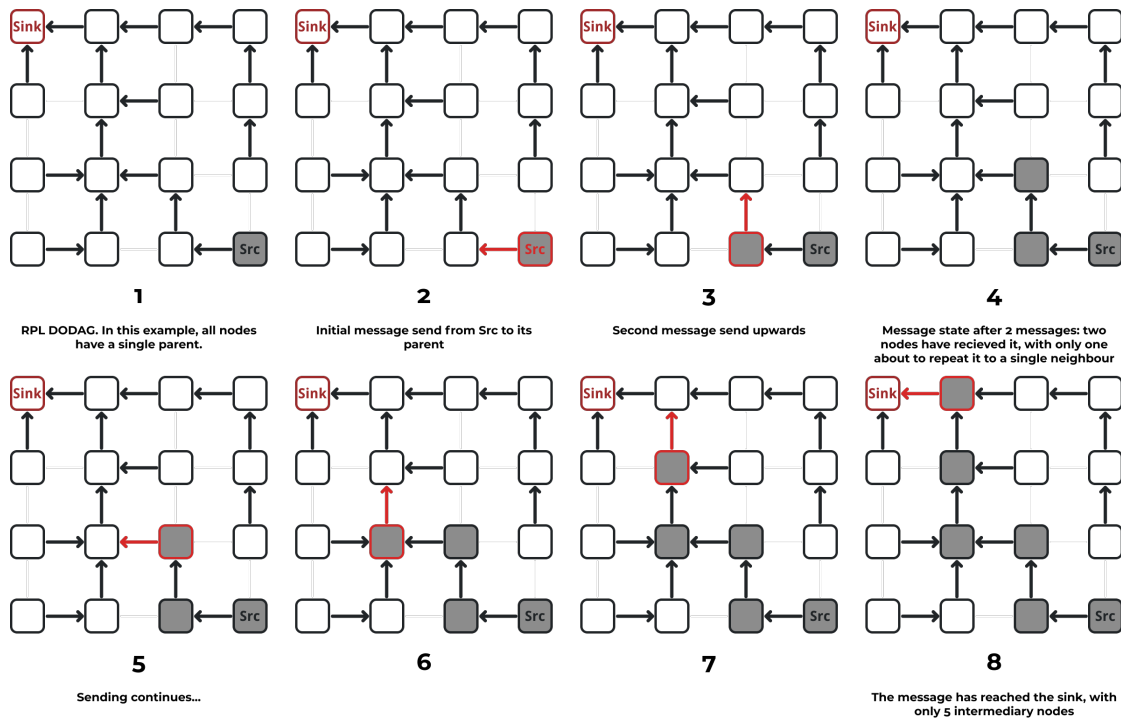 Sink
Sink
Sink
Sink
Src
Src
Src
Src
1
2
3
4
RPL DODAG. In this example, all nodes
have a single parent.
Initial message send from Src to its
parent
Second message send upwards
Message state after 2 messages: two
nodes have recieved it, with only one
about to repeat it to a single neighbour
Sink
Sink
Sink
Sink
Src
Src
Src
Src
5
6
7
8
Sending continues...
The message has reached the sink, with
only 5 intermediary nodes